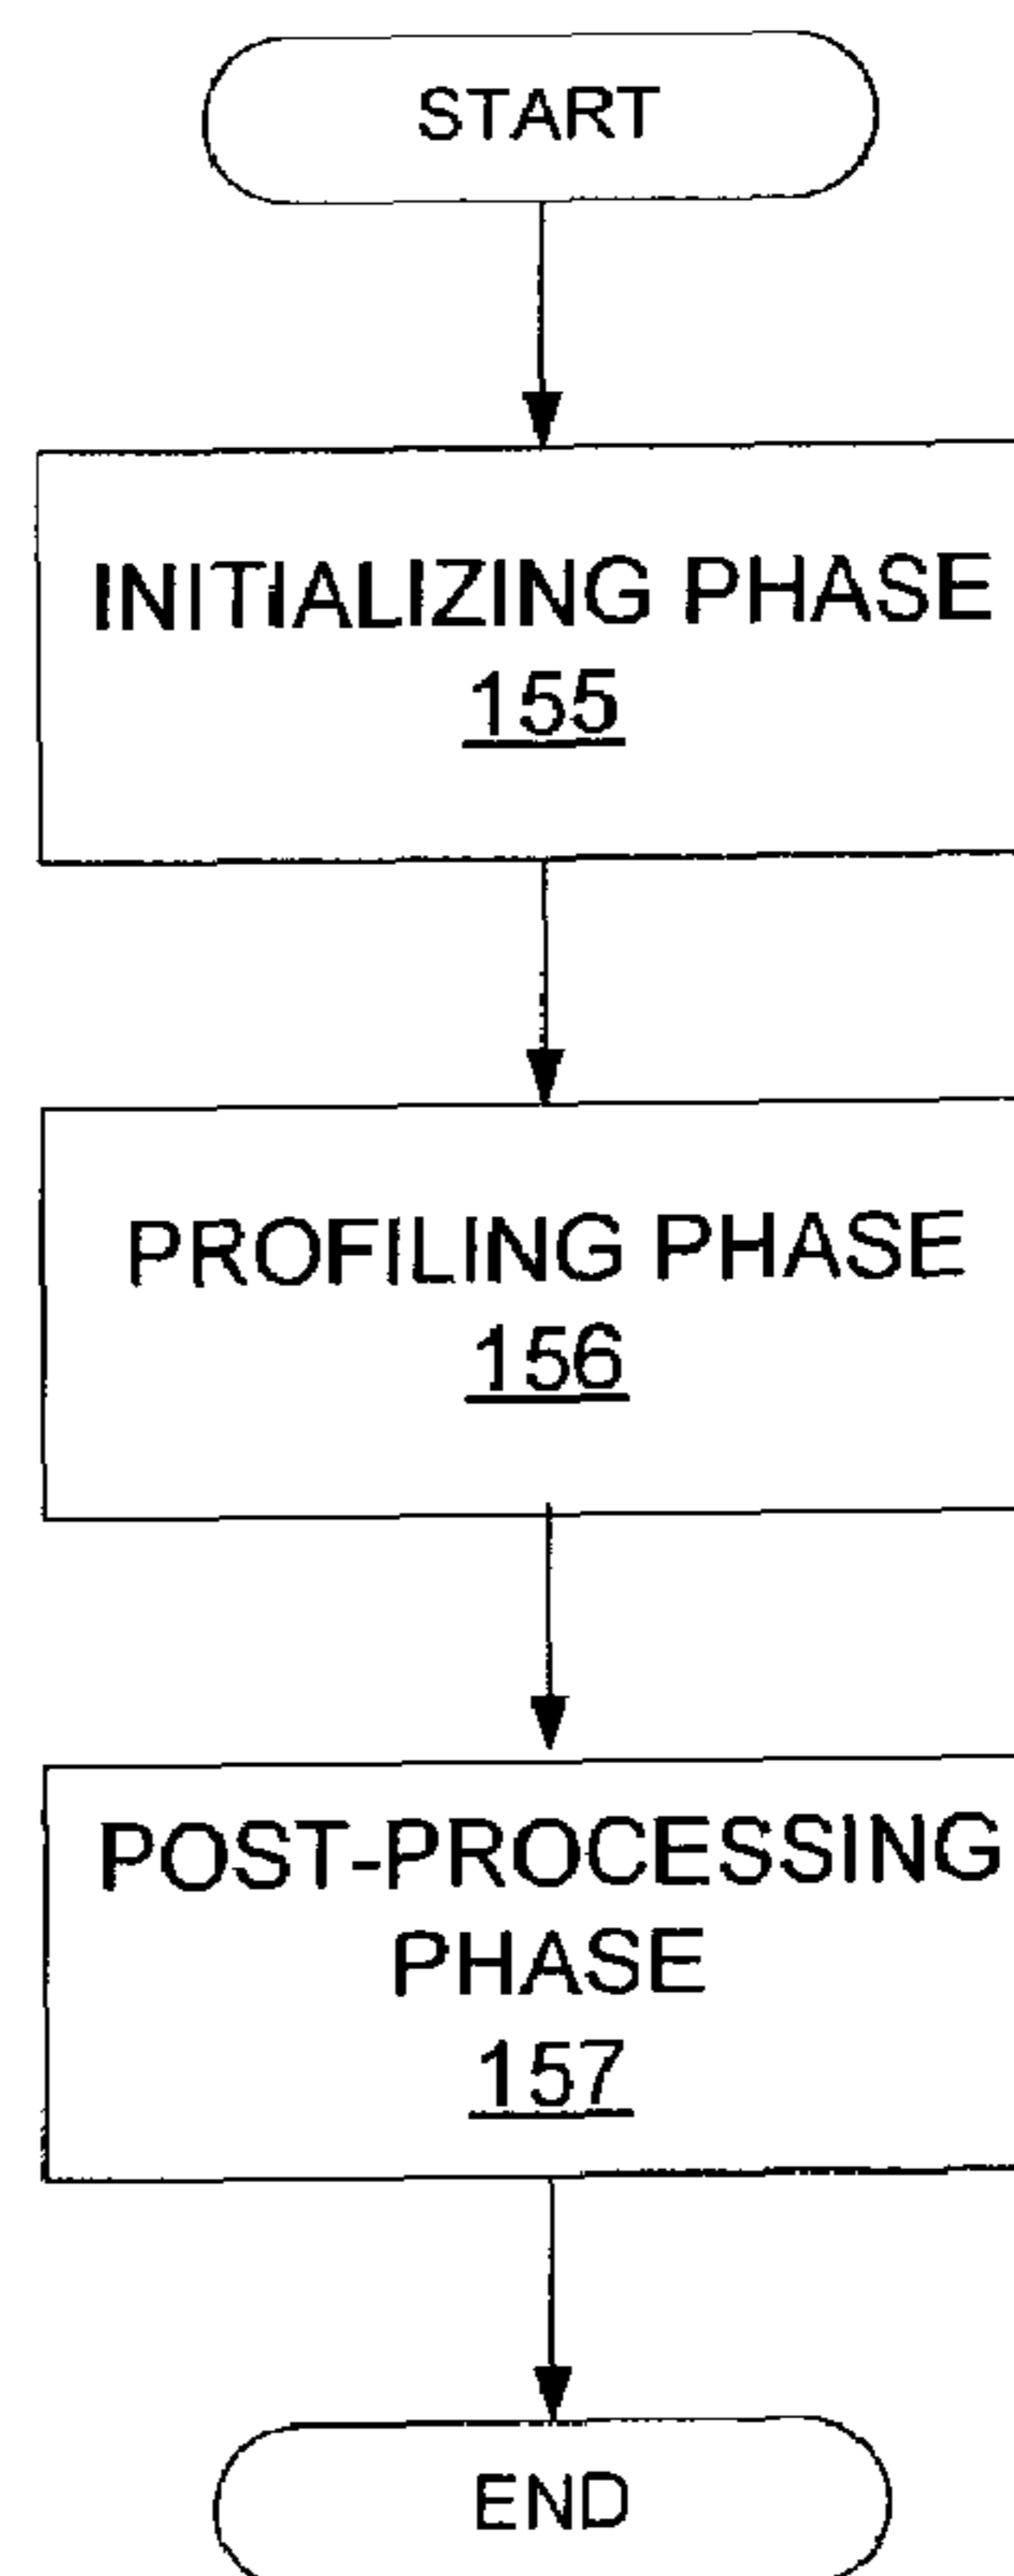 START
INITIALIZING PHASE
155
PROFILING PHASE
156
POST-PROCESSING
PHASE
157
END